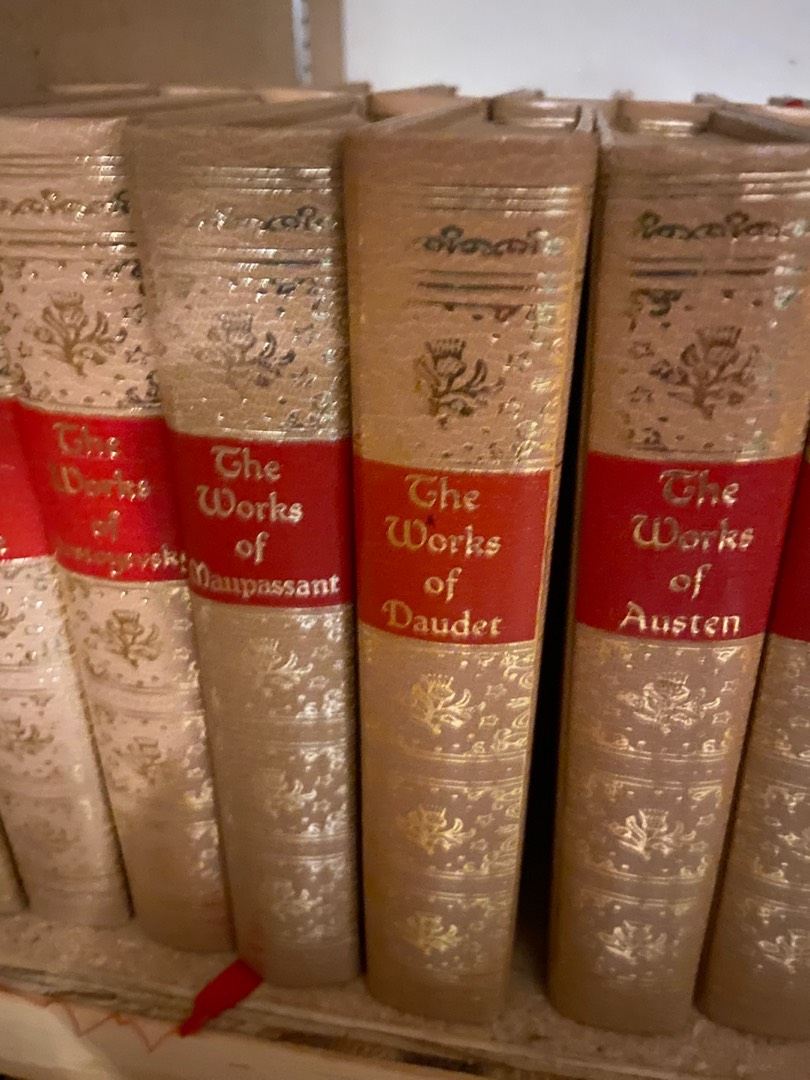 The
Works
of
The
Works
of
Maupassant
The
Works
of
Daudet
The
Works
of
Austen